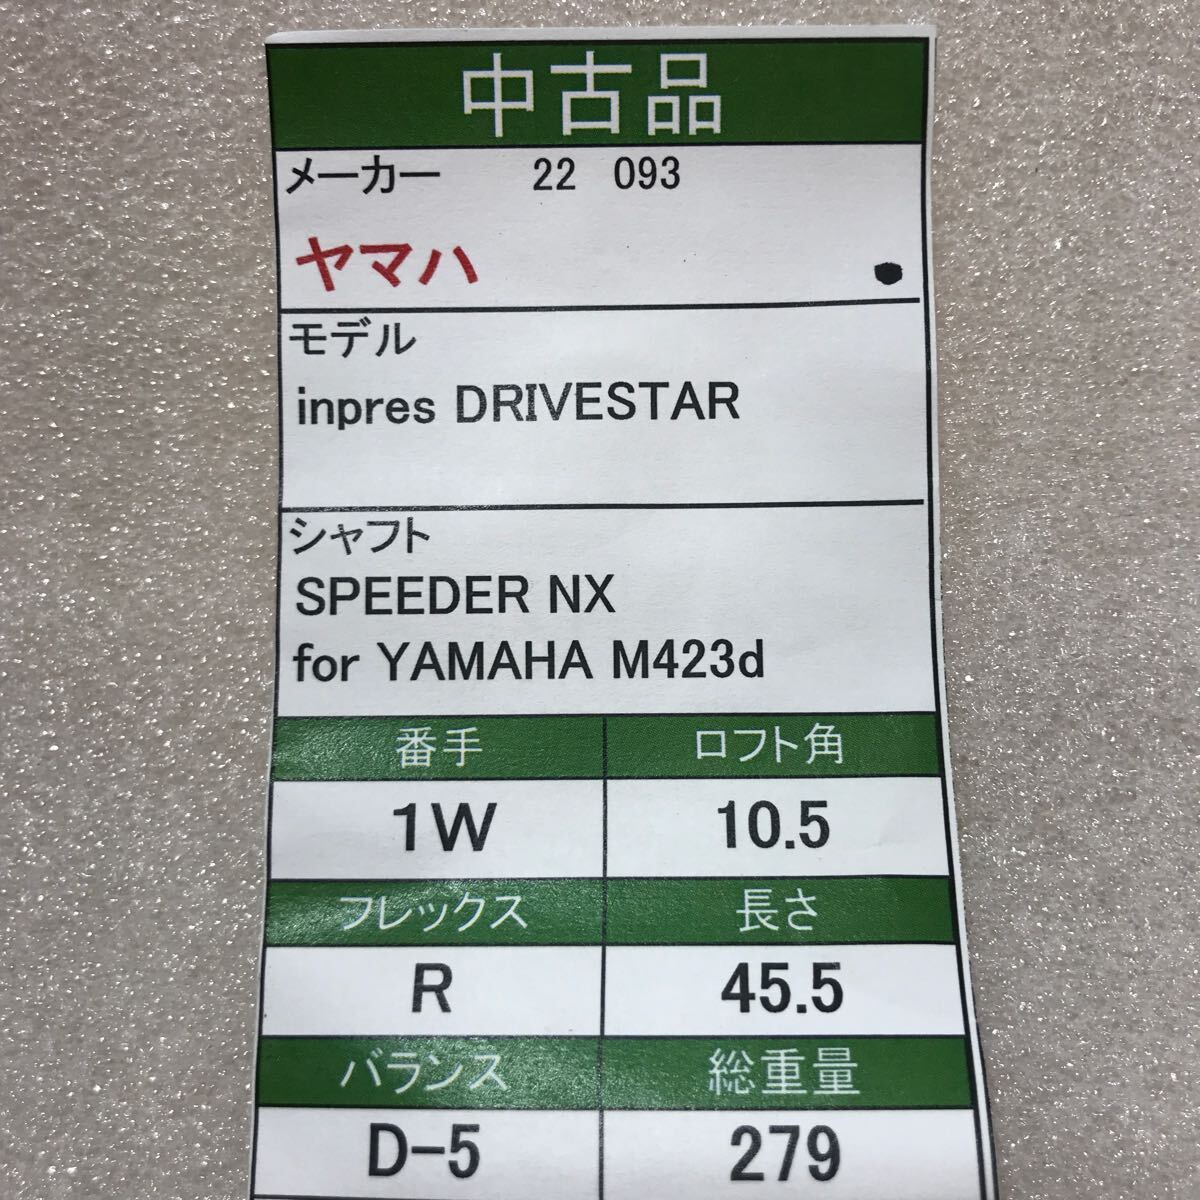 中古品
メーカー 22 093
ヤマハ
モデル
inpres DRIVESTAR
シャフト
SPEEDER NX
for YAMAHA M423d
番手 ロフト角
1W 10.5
フレックス 長さ
R 45.5
バランス 総重量
D-5 279